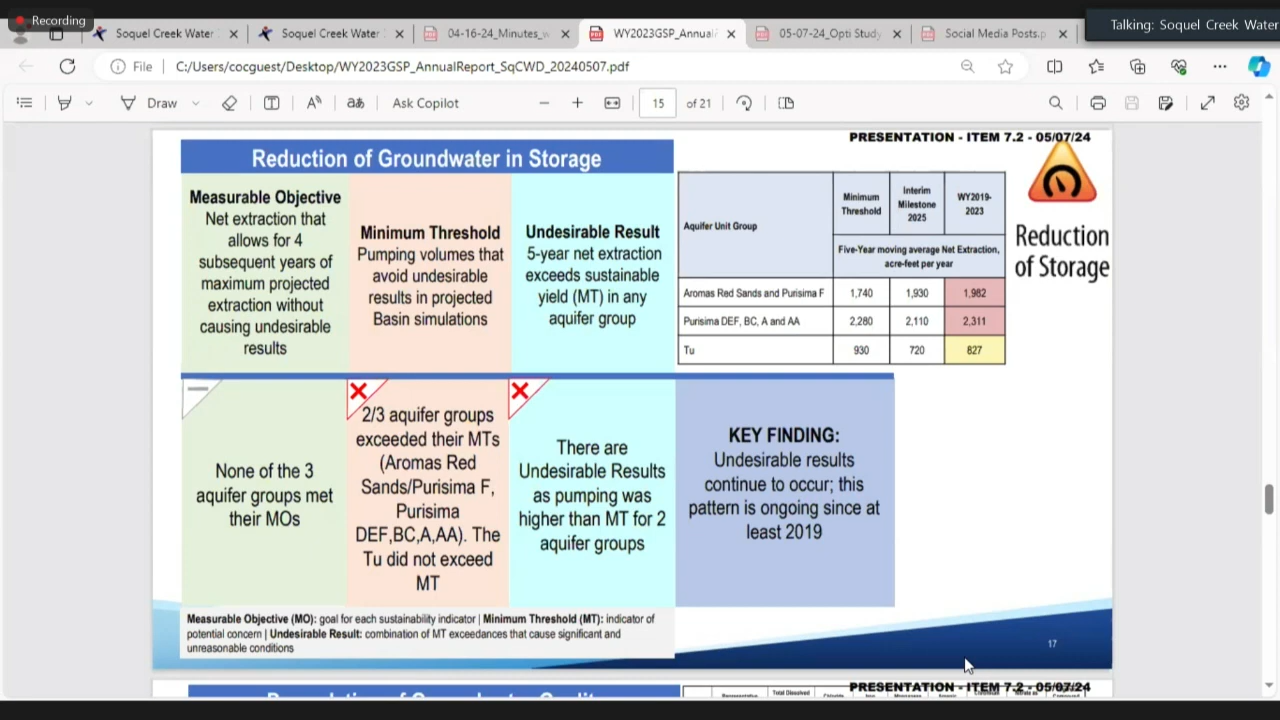 Recording
Talking: Soquel Creek Water
Soquel Creek Water
Soquel Creek Water
04-16-24_Minutes_w
WY2023GSP_Annual
05-07-24_Opti Study
Social Media Posts.p
File
C:/Users/cocguest/Desktop/WY2023GSP_AnnualReport_SqCWD_20240507.pdf
Draw
Ask Copilot
15
of 21
PRESENTATION - ITEM 7.2 - 05/07/24
Reduction of Groundwater in Storage
Measurable Objective
Net extraction that
allows for 4
subsequent years of
maximum projected
extraction without
causing undesirable
results
Minimum Threshold
Pumping volumes that
avoid undesirable
results in projected
Basin simulations
Undesirable Result
5-year net extraction
exceeds sustainable
yield (MT) in any
aquifer group
Aquifer Unit Group
Minimum
Threshold
Interim
Milestone
2025
WY2019-
2023
Five-Year moving average Net Extraction,
acre-feet per year
Aromas Red Sands and Purisima F 1,740 1,930 1,982
Purisima DEF, BC, A and AA 2,280 2,110 2,311
Tu 930 720 827
Reduction
of Storage
None of the 3
aquifer groups met
their MOs
2/3 aquifer groups
exceeded their MTs
(Aromas Red
Sands/Purisima F,
Purisima
DEF,BC,A,AA). The
Tu did not exceed
MT
There are
Undesirable Results
as pumping was
higher than MT for 2
aquifer groups
KEY FINDING:
Undesirable results
continue to occur; this
pattern is ongoing since at
least 2019
Measurable Objective (MO): goal for each sustainability indicator | Minimum Threshold (MT): indicator of
potential concern | Undesirable Result: combination of MT exceedances that cause significant and
unreasonable conditions
17
PRESENTATION - ITEM 7.2 - 05/07/24
Total Dissolved